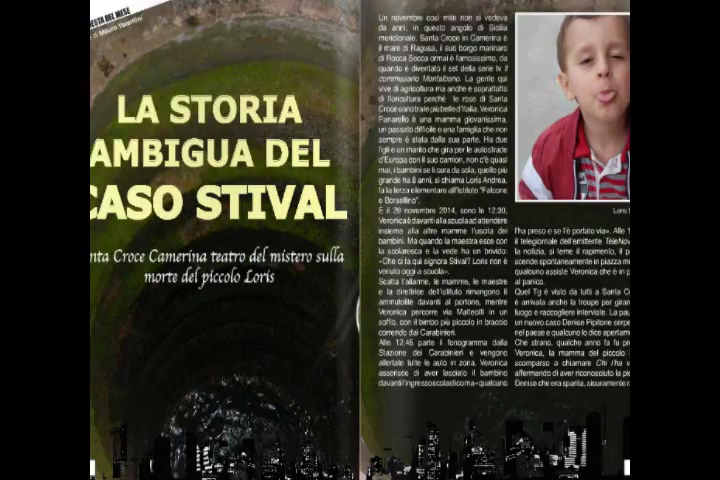 di Mauro Valentini
LA STORIA
AMBIGUA DEL
CASO STIVAL
Croce Camerina teatro del mistero sulla
morte del piccolo Loris
Un novembre così mite non si vedeva
da anni, in questo angolo di Sicilia
meridionale. Santa Croce in Camerina è
il mare di Ragusa, il suo borgo marinaro
di Rocca Secca ormai è famosissimo, da
quando è diventato il set della serie tv Il
commissario Montalbano. La gente qui
vive di agricoltura ma anche e soprattutto
di floricoltura perché le rose di Santa
Croce sono tra le più belle d'Italia. Veronica
Panarello è una mamma giovanissima,
un passato difficile e una famiglia che non
sempre è stata dalla sua parte. Ha due
figli e un marito che gira per le autostrade
d'Europa con il suo camion, non c'è quasi
mai, i bambini se li cura da sola, quello più
grande ha 8 anni, si chiama Loris Andrea,
fa la terza elementare all'Istituto "Falcone
e Borsellino".
E il 29 novembre 2014, sono le 12:30,
Veronica è davanti alla scuola ad attendere
insieme alla altre mamme l'uscita dei
bambini. Ma quando la maestra esce con
la scolaresca e la vede ha un brivido:
«Che ci fa qui signora Stival? Loris non è
venuto oggi a scuola».
Scatta l'allarme, le mamme, le maestre
e la direttrice dell'Istituto rimangono lì
ammutolite davanti al portone, mentre
Veronica percorre via Matteotti in un
soffio, con il bimbo più piccolo in braccio
correndo dai Carabinieri.
Alle 12:45 parte il fonogramma dalla
Stazione dei Carabinieri e vengono
allertate tutte le auto in zona. Veronica
asserisce di aver lasciato il bambino
davanti l'ingresso scolastico ma «qualcuno
Loris
l'ha preso e se l'è portato via». Alle
il telegiornale dell'emittente
la notizia, si teme il rapimento, il
scende spontaneamente in piazza
qualcuno assiste Veronica che è in
al panico.
Quel Tg è visto da tutti a Santa
è arrivata anche la troupe per
luogo e raccogliere interviste. La
un nuovo caso Denise Pipitone
nel paese e qualcuno lo dice
Che strano, qualche anno fa fu
Veronica, la mamma del piccolo
scomparso a chiamare Chi l'ha
affermando di aver riconosciuto la
Denise che era sparita, sicuramente